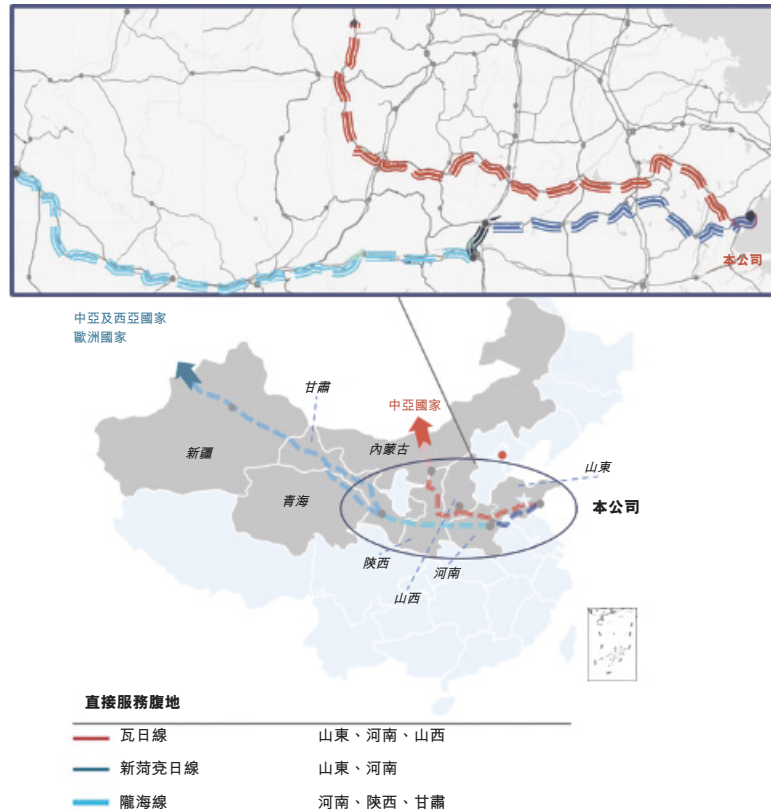 本公司
中亞及西亞國家
歐洲國家
甘肅
中亞國家
內蒙古
新疆
山東
青海
本公司
陝西
河南
山西
直接服務腹地
瓦日線 山東、河南、山西
新菏兗日線 山東、河南
隴海線 河南、陝西、甘肅